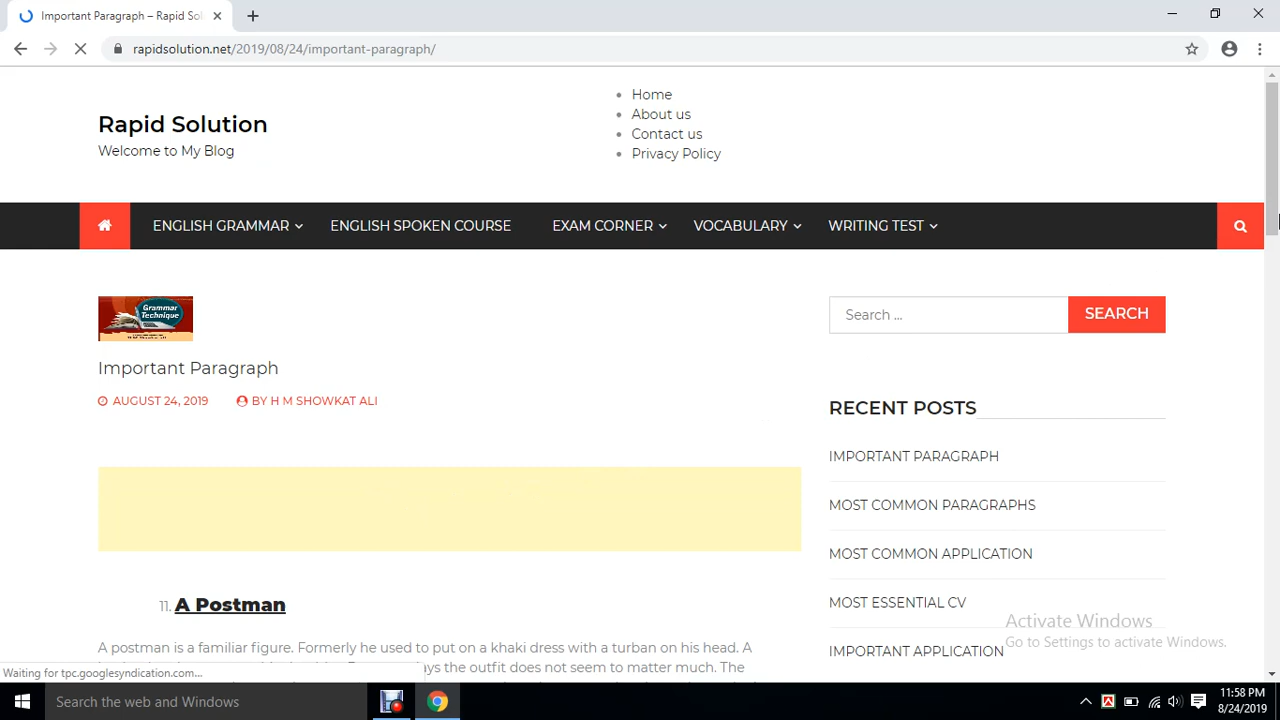 Important Paragraph – Rapid Sol
rapidsolution.net/2019/08/24/important-paragraph/
Rapid Solution
Welcome to My Blog
Home
About us
Contact us
Privacy Policy
ENGLISH GRAMMAR
ENGLISH SPOKEN COURSE
EXAM CORNER
VOCABULARY
WRITING TEST
Grammar
Technique
Important Paragraph
AUGUST 24, 2019
BY H M SHOWKAT ALI
Search ...
SEARCH
RECENT POSTS
IMPORTANT PARAGRAPH
MOST COMMON PARAGRAPHS
MOST COMMON APPLICATION
MOST ESSENTIAL CV
IMPORTANT APPLICATION
11. A Postman
A postman is a familiar figure. Formerly he used to put on a khaki dress with a turban on his head. A
ys the outfit does not seem to matter much. The
Activate Windows
Go to Settings to activate Windows.
Waiting for tpc.googlesyndication.com...
Search the web and Windows
11:58 PM
8/24/2019